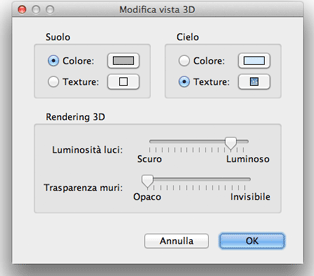 Modifica vista 3D
Suolo
Cielo
Colore:
Colore:
Texture:
Texture:
Rendering 3D
Luminosità luci:
Scuro Luminoso
Trasparenza muri:
Opaco Invisibile
Annulla OK